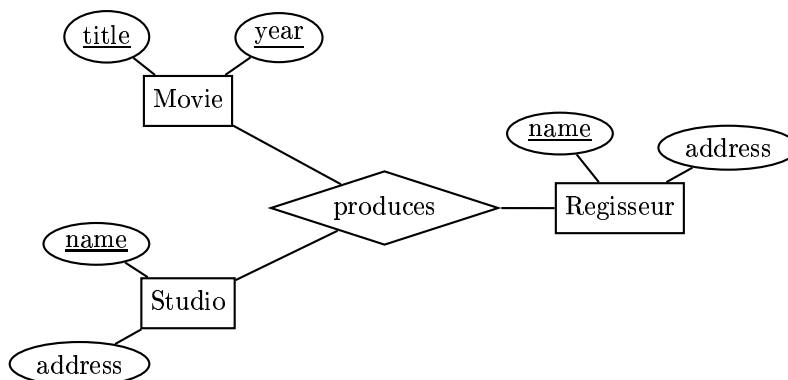 title
year
Movie
name
address
produces
Regisseur
name
Studio
address